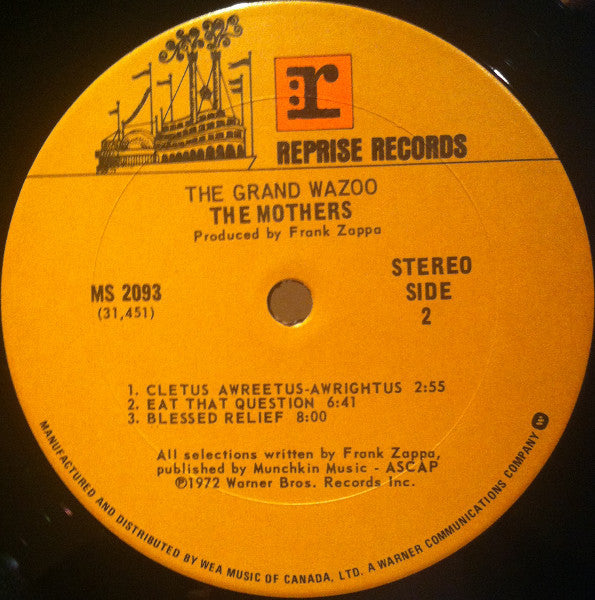 r
REPRISE RECORDS
THE GRAND WAZOO
THE MOTHERS
Produced by Frank Zappa
MS 2093
(31,451)
STEREO
SIDE
2
1. CLETUS AWREETUS-AWRIGHTUS 2:55
2. EAT THAT QUESTION 6:41
3. BLESSED RELIEF 8:00
All selections written by Frank Zappa,
published by Munchkin Music - ASCAP
℗1972 Warner Bros. Records Inc.
MANUFACTURED AND DISTRIBUTED BY WEA MUSIC OF CANADA, LTD. A WARNER COMMUNICATIONS COMPANY